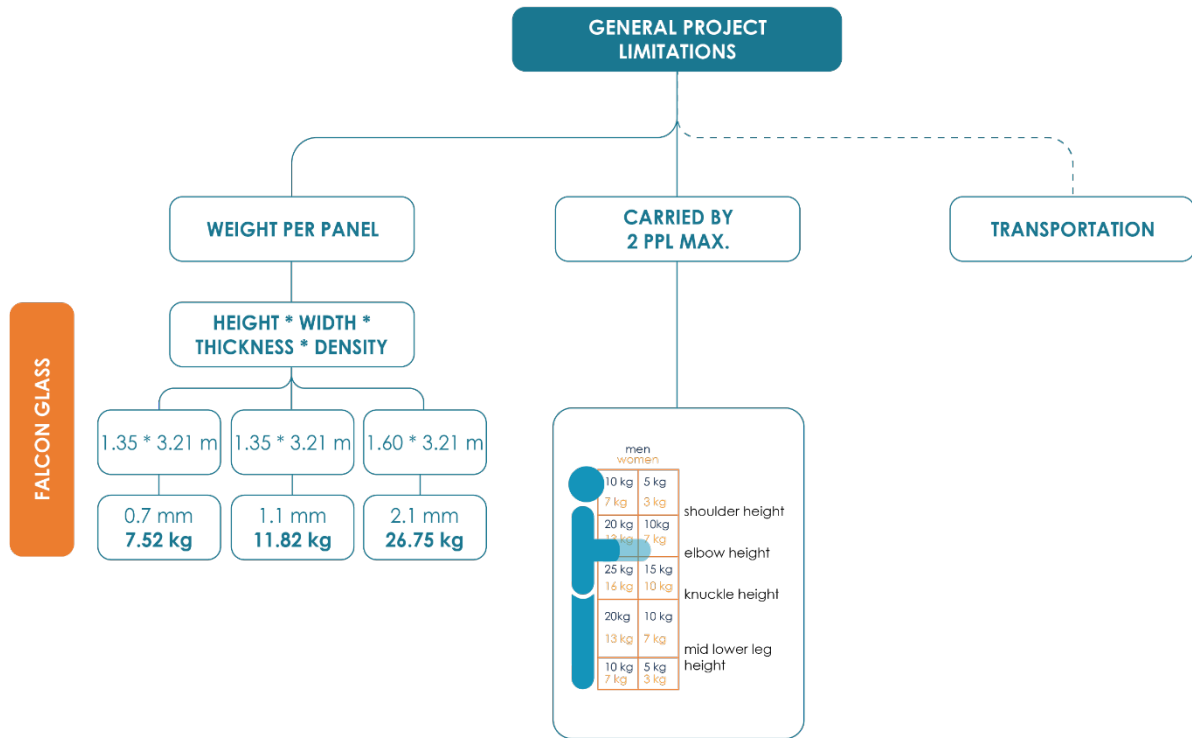 GENERAL PROJECT
LIMITATIONS
WEIGHT PER PANEL
CARRIED BY
2 PPL MAX.
TRANSPORTATION
FALCON GLASS
HEIGHT * WIDTH *
THICKNESS * DENSITY
1.35 * 3.21 m
1.35 * 3.21 m
1.60 * 3.21 m
0.7 mm
7.52 kg
1.1 mm
11.82 kg
2.1 mm
26.75 kg
men
women
10 kg 5 kg
7 kg 3 kg
shoulder height
20 kg 10kg
13 kg 7 kg
elbow height
25 kg 15 kg
16 kg 10 kg
knuckle height
20kg 10 kg
13 kg 7 kg
mid lower leg
height
10 kg 5 kg
7 kg 3 kg